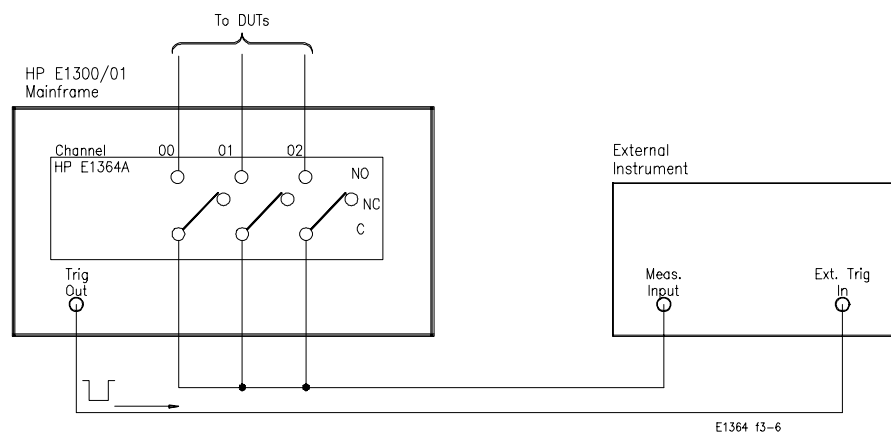 To DUTs
HP E1300/01
Mainframe
Channel 00 01 02
HP E1364A
NO
NC
C
Trig
Out
External
Instrument
Meas.
Input
Ext. Trig
In
E1364 f3-6